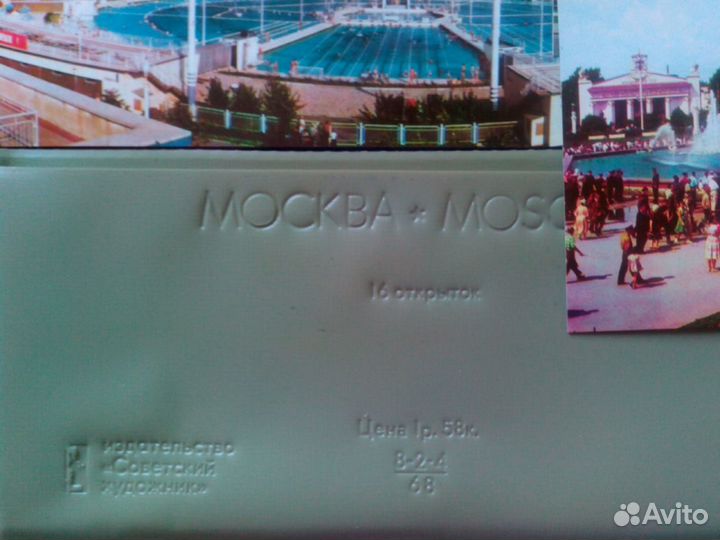 МОСКВА * MOSC
16 открыток
Цена 1р. 58к.
8-2-4
68
издательство
«Советский
художник»
Avito